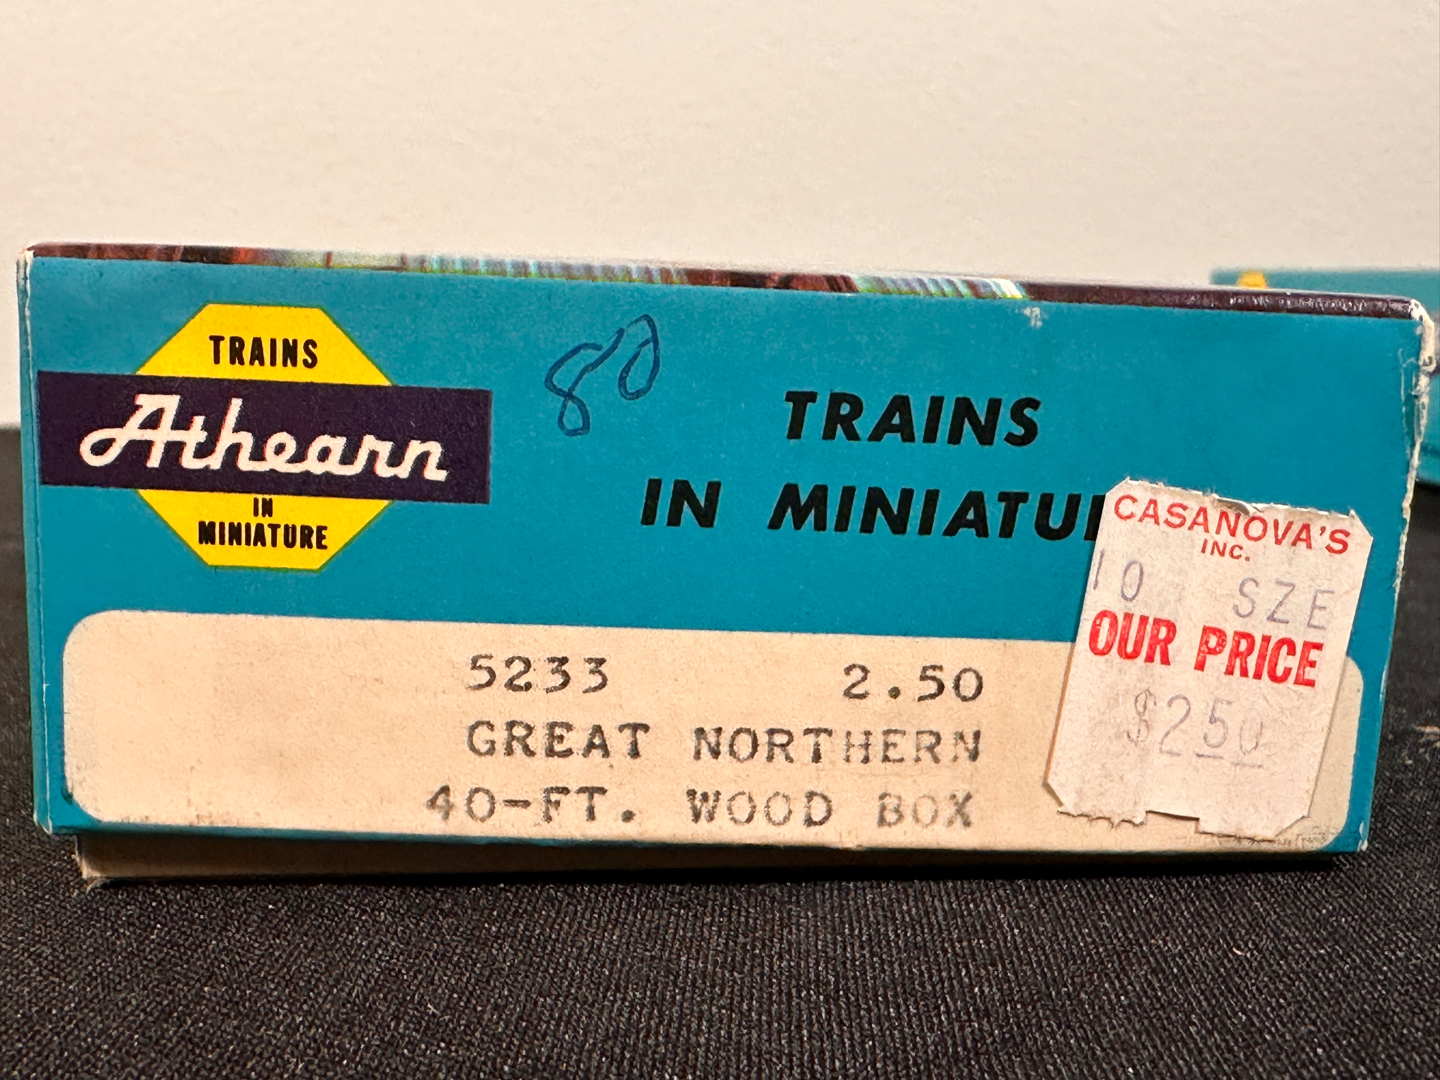 TRAINS
Athearn
IN
MINIATURE
80
TRAINS
IN MINIATU
CASANOVA'S
INC.
10 SZE
OUR PRICE
$2.50
5233 2.50
GREAT NORTHERN
40-FT. WOOD BOX